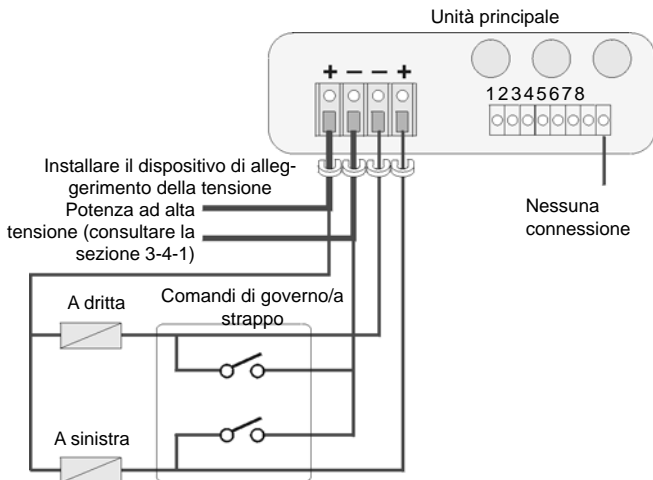 Unità principale
+ – – +
12345678
Installare il dispositivo di alleg-
gerimento della tensione
Potenza ad alta
tensione (consultare la
sezione 3-4-1)
Nessuna
connessione
A dritta
Comandi di governo/a
strappo
A sinistra